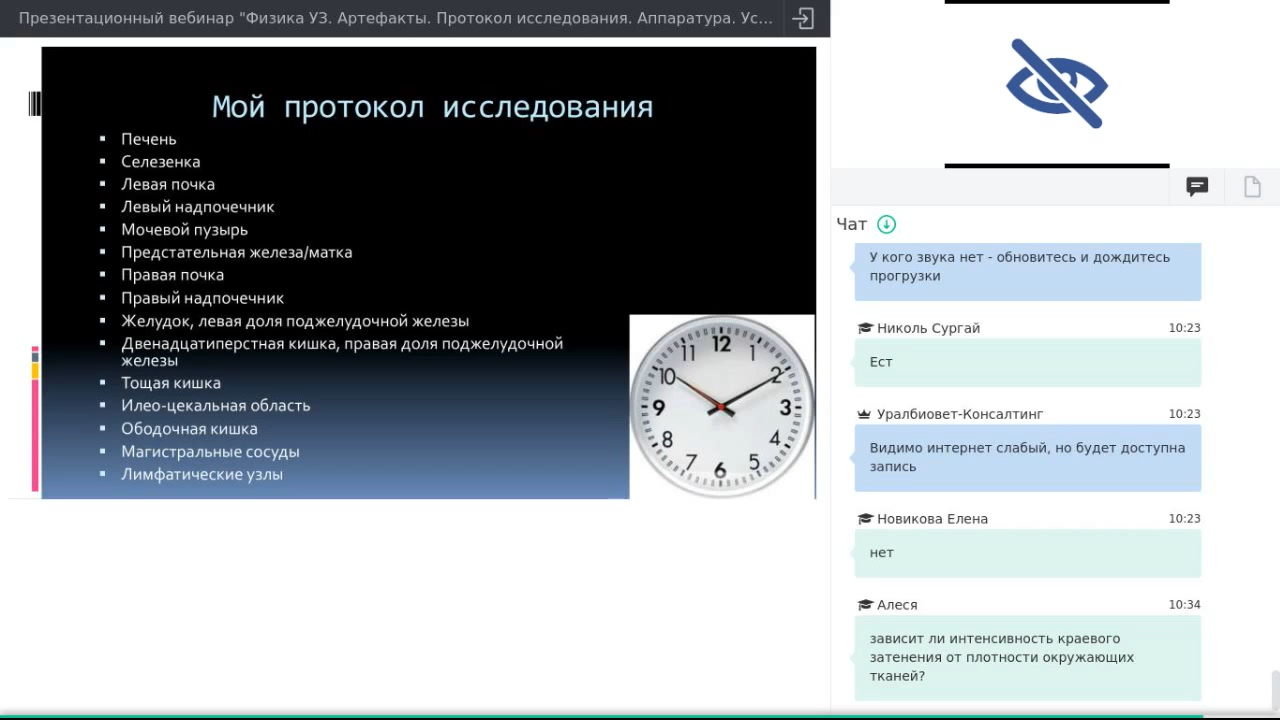 Презентационный вебинар "Физика УЗ. Артефакты. Протокол исследования. Аппаратура. Ус...
Мой протокол исследования
Печень
Селезенка
Левая почка
Левый надпочечник
Мочевой пузырь
Предстательная железа/матка
Правая почка
Правый надпочечник
Желудок, левая доля поджелудочной железы
Двенадцатиперстная кишка, правая доля поджелудочной
железы
Тощая кишка
Илео-цекальная область
Ободочная кишка
Магистральные сосуды
Лимфатические узлы
12
1
2
3
4
5
6
7
8
9
10
11
Чат
У кого звука нет - обновитесь и дождитесь
прогрузки
Николь Сургай 10:23
Ест
Уралбиовет-Консалтинг 10:23
Видимо интернет слабый, но будет доступна
запись
Новикова Елена 10:23
нет
Алеся 10:34
зависит ли интенсивность краевого
затенения от плотности окружающих
тканей?